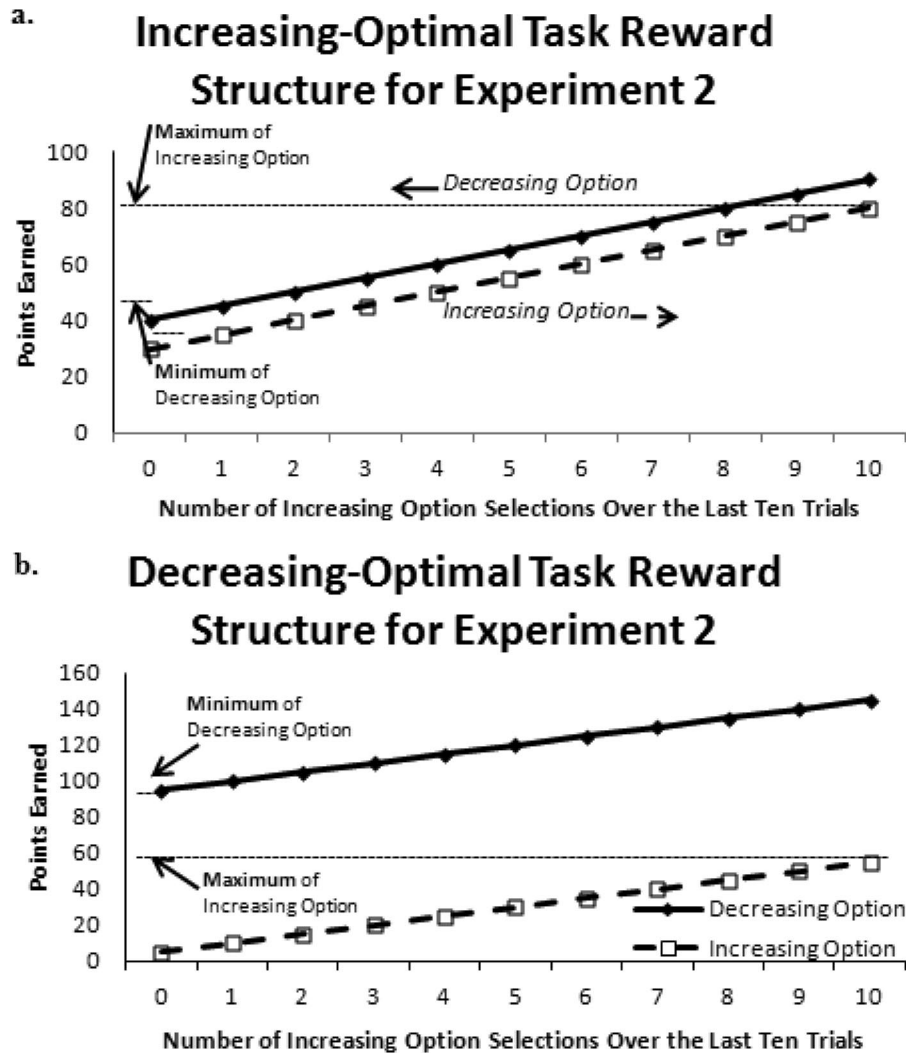 a.
Increasing-Optimal Task Reward
Structure for Experiment 2
Maximum of
Increasing Option
Decreasing Option
Increasing Option
Minimum of
Decreasing Option
Points Earned
100
80
60
40
20
0
0 1 2 3 4 5 6 7 8 9 10
Number of Increasing Option Selections Over the Last Ten Trials
b.
Decreasing-Optimal Task Reward
Structure for Experiment 2
Minimum of
Decreasing Option
Maximum of
Increasing Option
Decreasing Option
Increasing Option
Points Earned
160
140
120
100
80
60
40
20
0
0 1 2 3 4 5 6 7 8 9 10
Number of Increasing Option Selections Over the Last Ten Trials